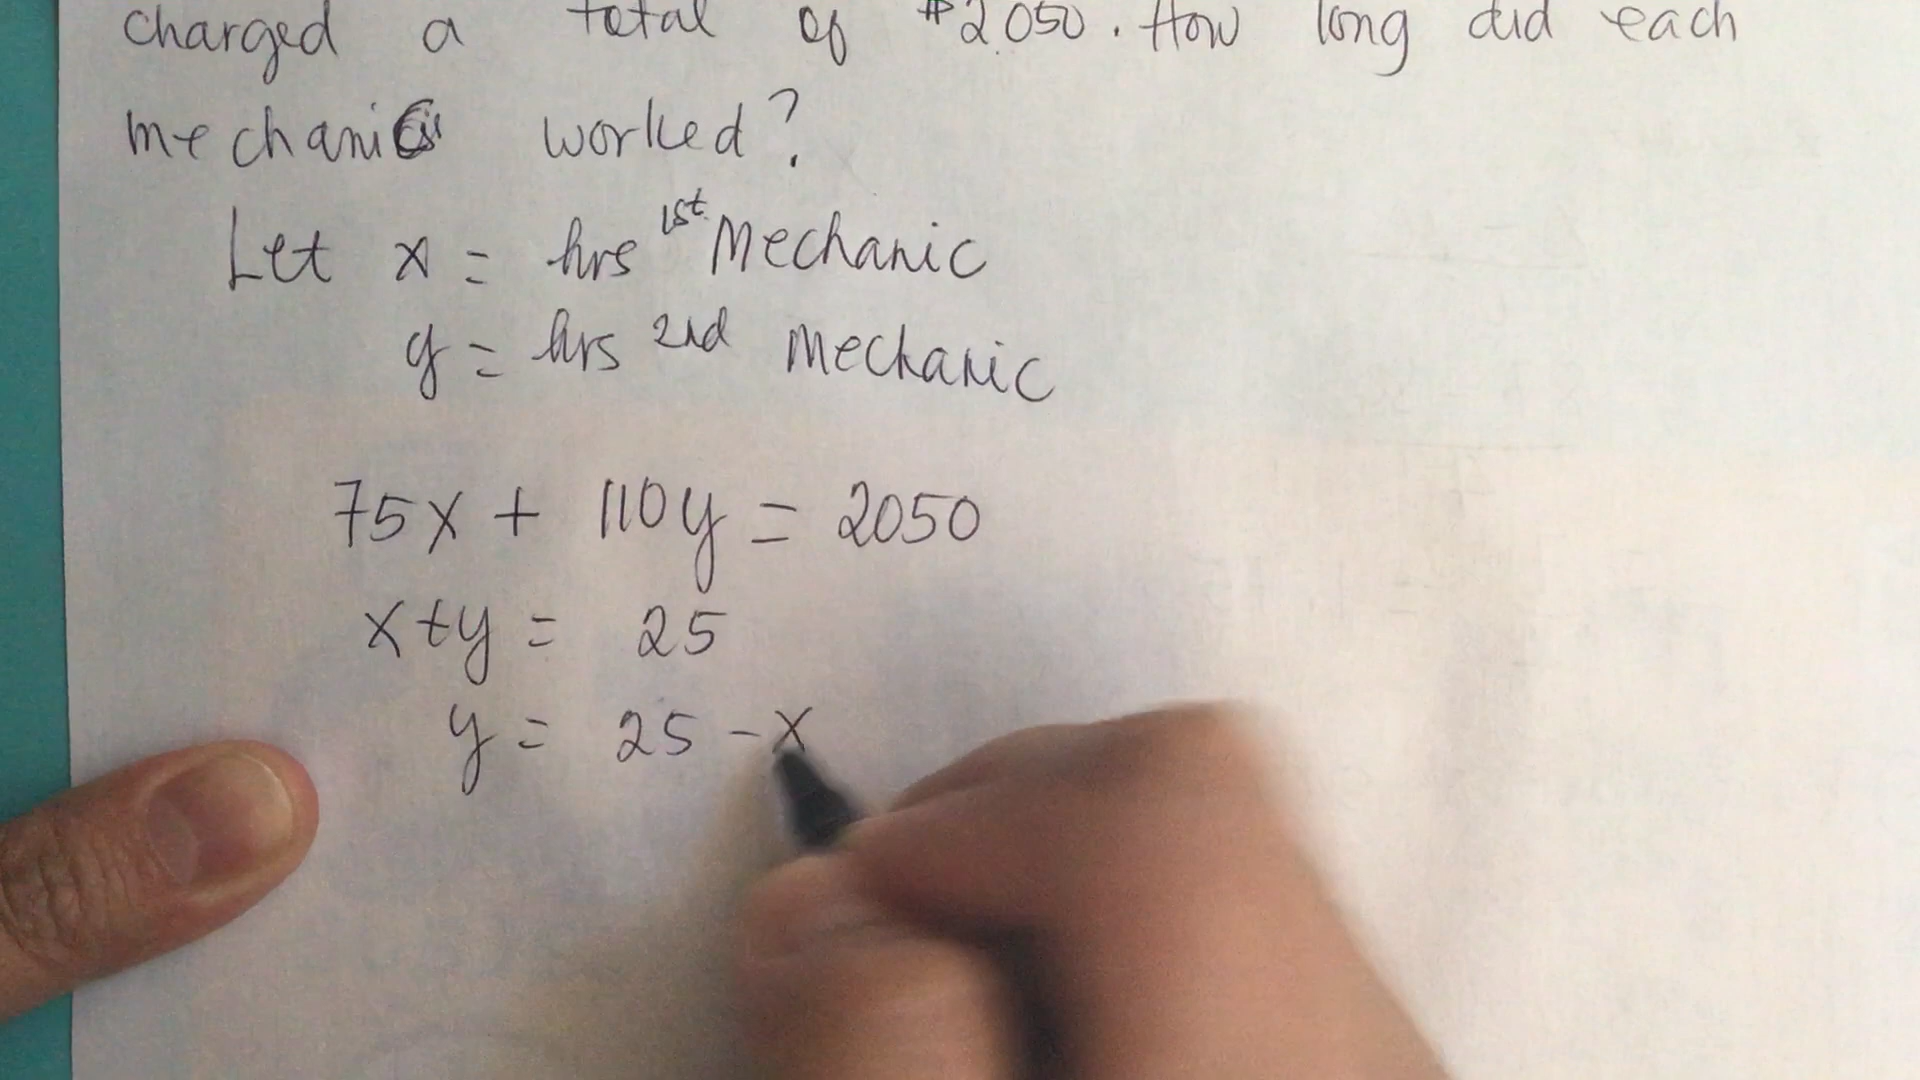 charged a total of $2050. How long did each
mechanic worked?
Let x = hrs 1st Mechanic
y = hrs 2nd Mechanic
75x + 110y = 2050
x + y = 25
y = 25 - x